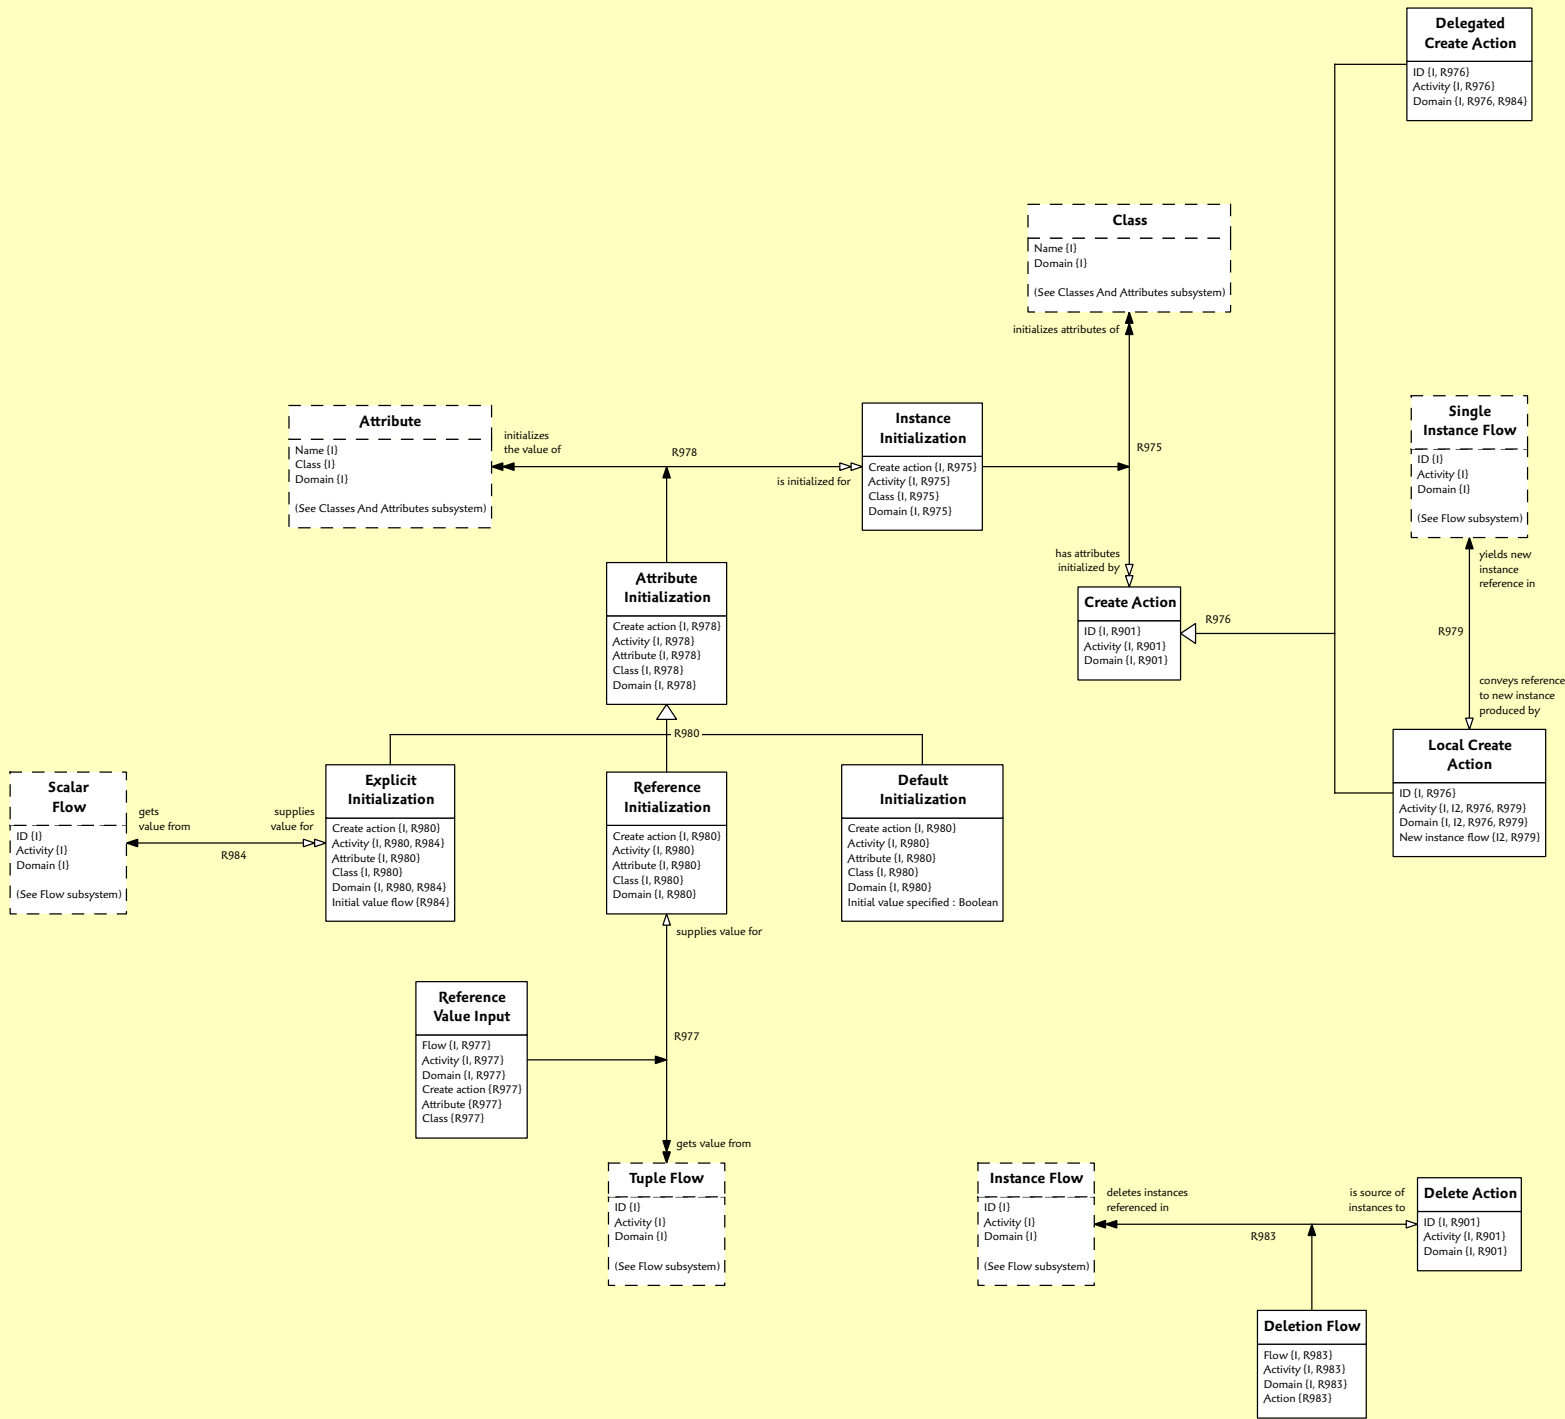 Delegated
Create Action
ID {I, R976}
Activity {I, R976}
Domain {I, R976, R984}
Class
Name {I}
Domain {I}
(See Classes And Attributes subsystem)
initializes attributes of
Attribute
Name {I}
Class {I}
Domain {I}
(See Classes And Attributes subsystem)
initializes
the value of
R978
is initialized for
Instance
Initialization
Create action {I, R975}
Activity {I, R975}
Class {I, R975}
Domain {I, R975}
R975
has attributes
initialized by
Single
Instance Flow
ID {I}
Activity {I}
Domain {I}
(See Flow subsystem)
yields new
instance
reference in
R979
conveys reference
to new instance
produced by
Attribute
Initialization
Create action {I, R978}
Activity {I, R978}
Attribute {I, R978}
Class {I, R978}
Domain {I, R978}
Create Action
ID {I, R901}
Activity {I, R901}
Domain {I, R901}
R976
Local Create
Action
ID {I, R976}
Activity {I, I2, R976, R979}
Domain {I, I2, R976, R979}
New instance flow {I2, R979}
R980
Scalar
Flow
ID {I}
Activity {I}
Domain {I}
(See Flow subsystem)
gets
value from
supplies
value for
R984
Explicit
Initialization
Create action {I, R980}
Activity {I, R980, R984}
Attribute {I, R980}
Class {I, R980}
Domain {I, R980, R984}
Initial value flow {R984}
Reference
Initialization
Create action {I, R980}
Activity {I, R980}
Attribute {I, R980}
Class {I, R980}
Domain {I, R980}
Default
Initialization
Create action {I, R980}
Activity {I, R980}
Attribute {I, R980}
Class {I, R980}
Domain {I, R980}
Initial value specified : Boolean
supplies value for
Reference
Value Input
Flow {I, R977}
Activity {I, R977}
Domain {I, R977}
Create action {R977}
Attribute {R977}
Class {R977}
R977
gets value from
Tuple Flow
ID {I}
Activity {I}
Domain {I}
(See Flow subsystem)
Instance Flow
ID {I}
Activity {I}
Domain {I}
(See Flow subsystem)
deletes instances
referenced in
R983
is source of
instances to
Delete Action
ID {I, R901}
Activity {I, R901}
Domain {I, R901}
Deletion Flow
Flow {I, R983}
Activity {I, R983}
Domain {I, R983}
Action {R983}